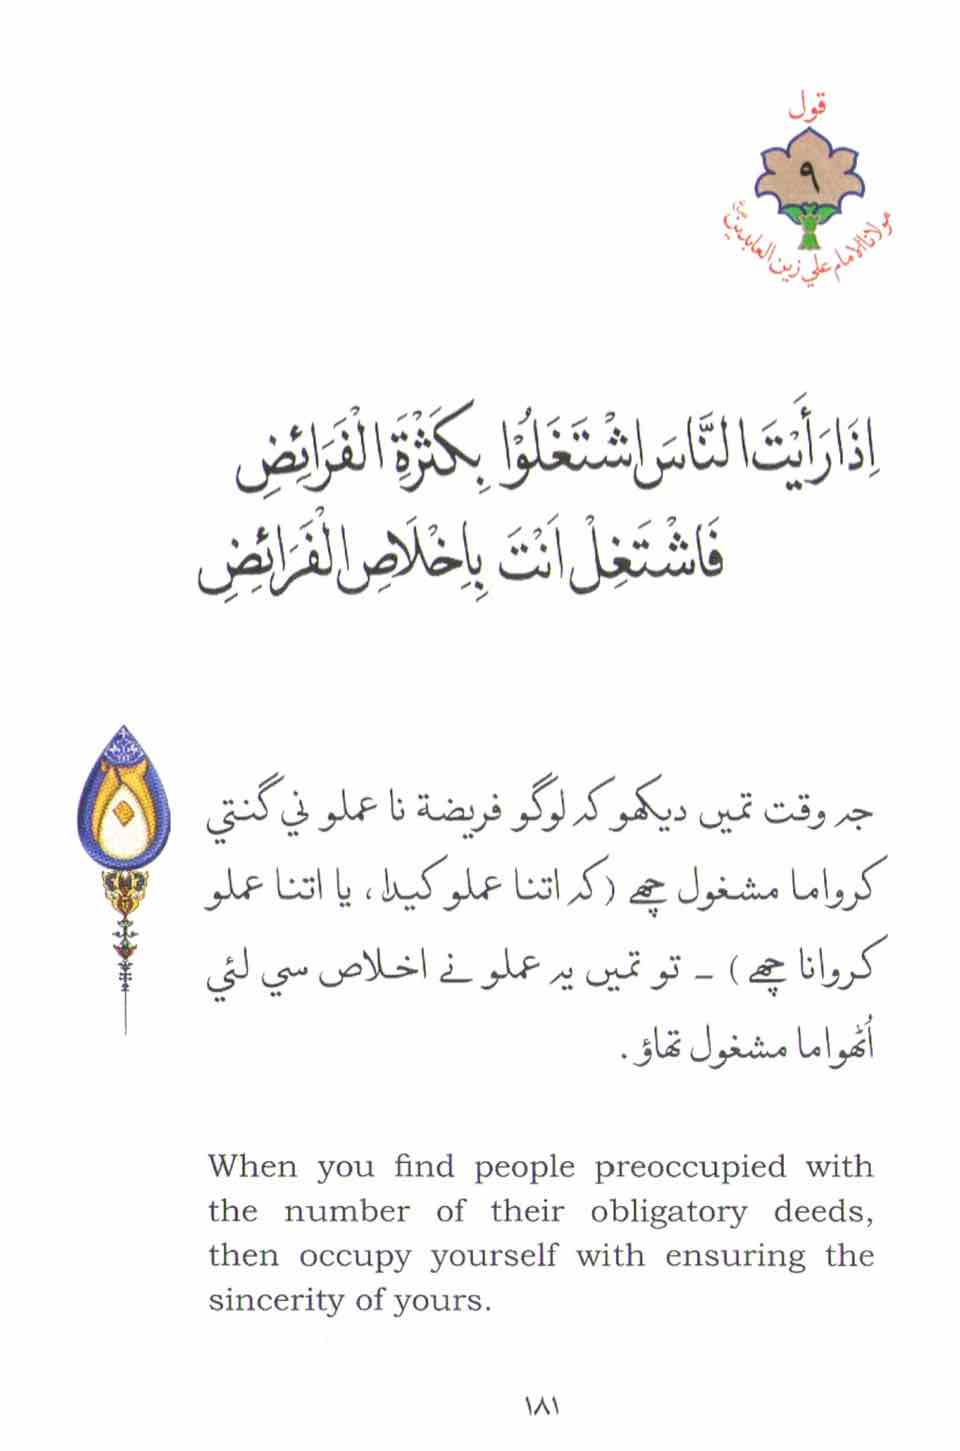 قول
٩
مولانا الامام علي زين العابدين ع
اِذَا رَأَيْتَ النَّاسَ اشْتَغَلُوْا بِكَثْرَةِ الْفَرَائِضِ
فَاشْتَغِلْ اَنْتَ بِاِخْلَاصِ الْفَرَائِضِ
جہ وقت تمیں دیکھو کہ لوگو فريضة نا عملو ني گنتي
کرواما مشغول چھے (کہ اتنا عملو کیدا، یا اتنا عملو
کروانا چھے) ــ تو تمیں یہ عملو نے اخلاص سي لئي
اُٹھواما مشغول تھاؤ .
When you find people preoccupied with
the number of their obligatory deeds,
then occupy yourself with ensuring the
sincerity of yours.
١٨١